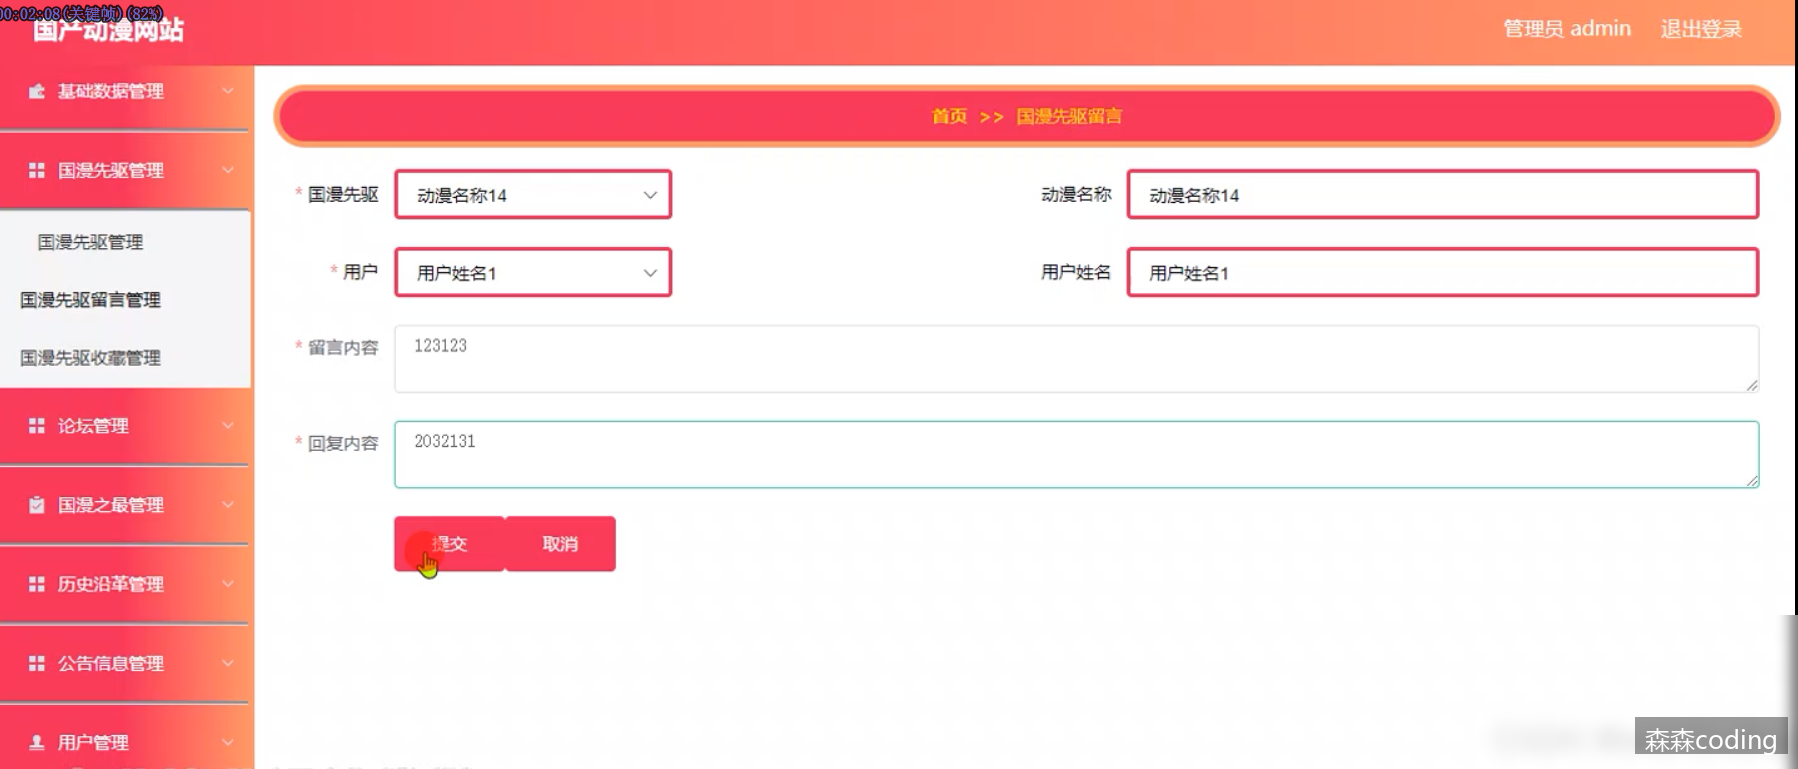 00:02:08(关键帧)(82%)
国产动漫网站
管理员 admin 退出登录
基础数据管理
国漫先驱管理
国漫先驱管理
国漫先驱留言管理
国漫先驱收藏管理
论坛管理
国漫之最管理
历史沿革管理
公告信息管理
用户管理
首页 >> 国漫先驱留言
* 国漫先驱 动漫名称14 动漫名称 动漫名称14
* 用户 用户姓名1 用户姓名 用户姓名1
* 留言内容 123123
* 回复内容 2032131
提交 取消
森森coding